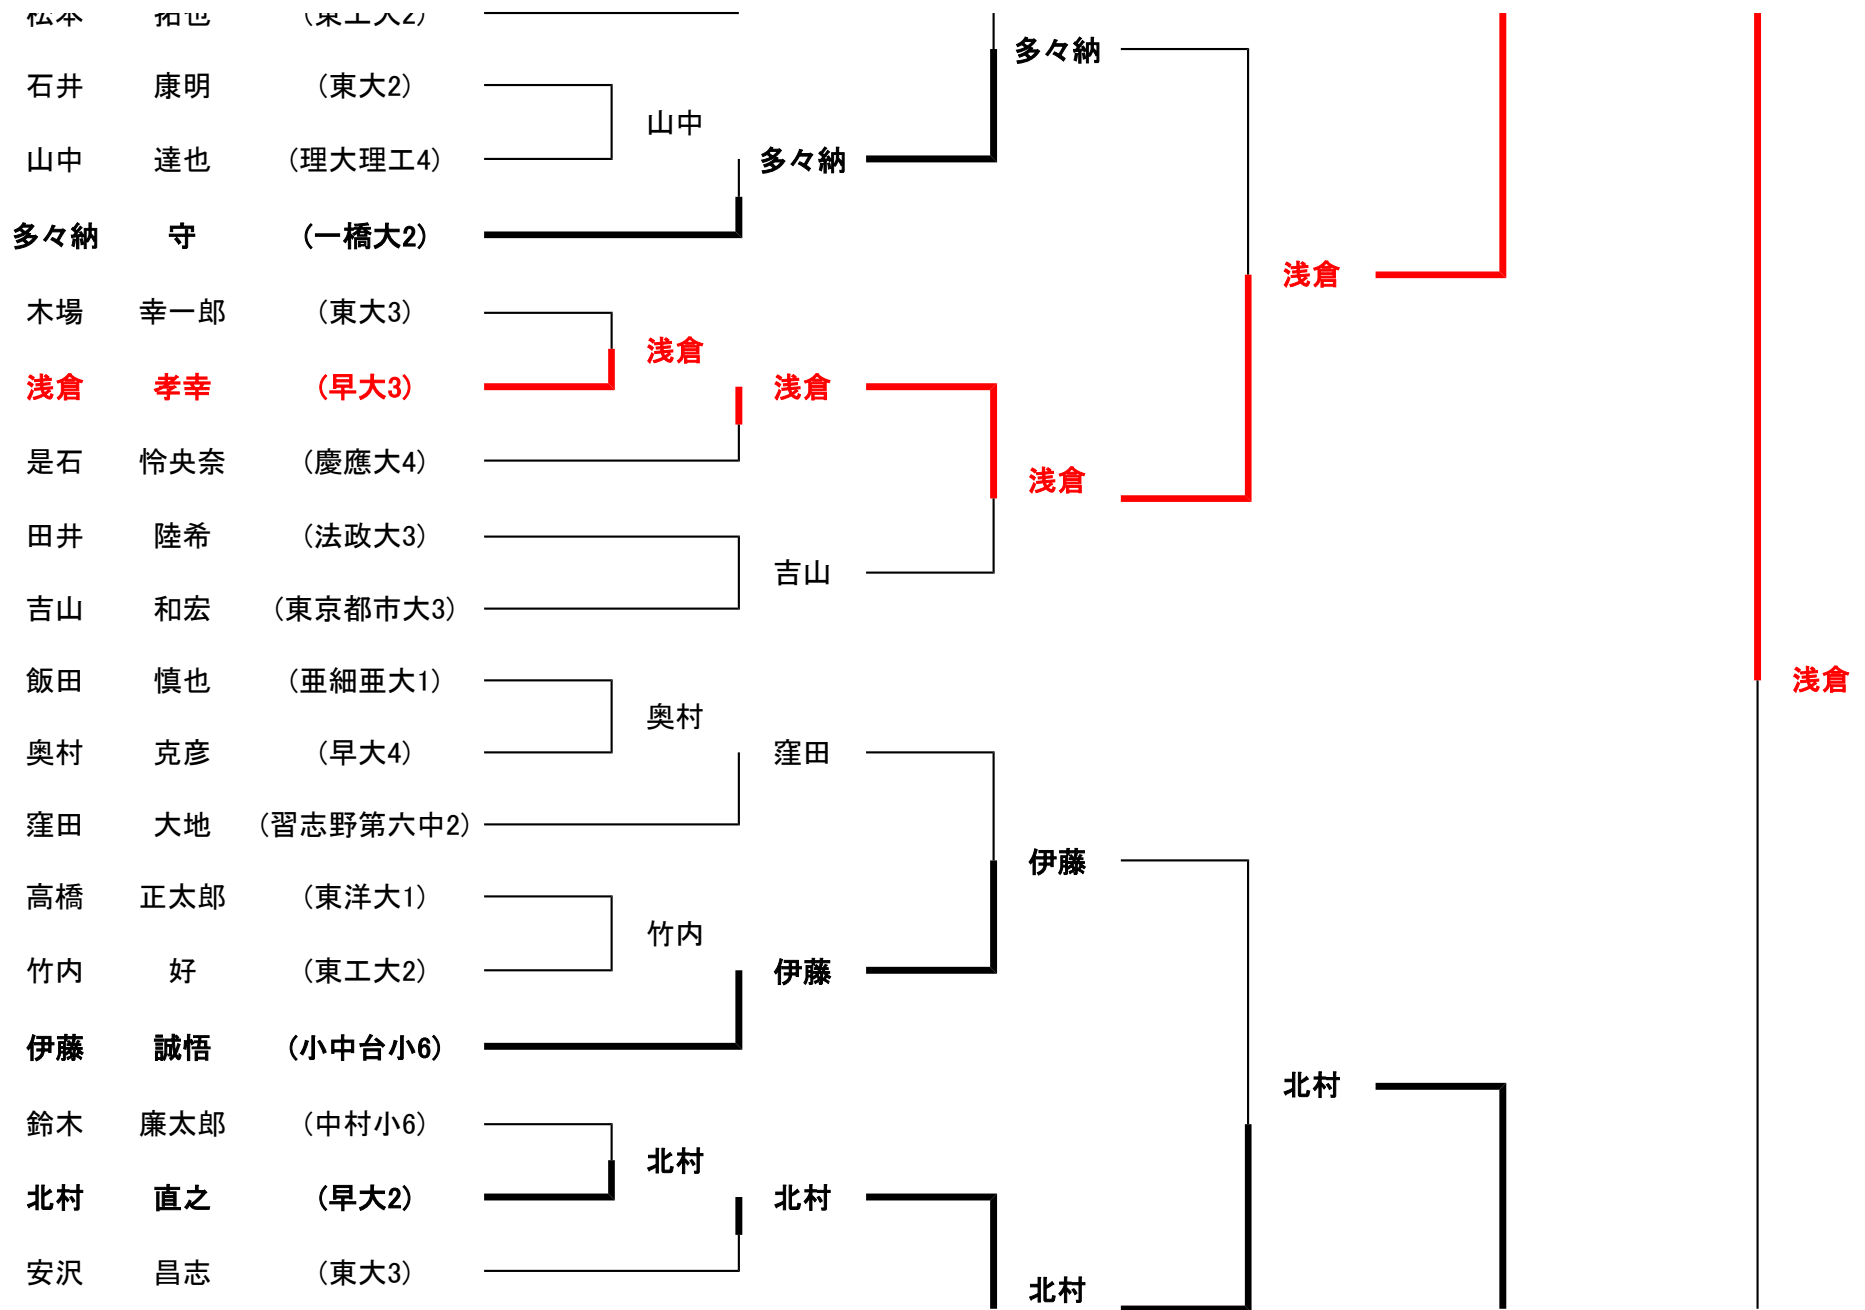 松本 拓也 (東工大2)
多々納
石井 康明 (東大2)
山中
山中 達也 (理大理工4)
多々納
多々納 守 (一橋大2)
浅倉
木場 幸一郎 (東大3)
浅倉
浅倉 孝幸 (早大3)
浅倉
是石 怜央奈 (慶應大4)
浅倉
田井 陸希 (法政大3)
吉山
吉山 和宏 (東京都市大3)
飯田 慎也 (亜細亜大1)
浅倉
奥村
奥村 克彦 (早大4)
窪田
窪田 大地 (習志野第六中2)
伊藤
高橋 正太郎 (東洋大1)
竹内
竹内 好 (東工大2)
伊藤
伊藤 誠悟 (小中台小6)
北村
鈴木 廉太郎 (中村小6)
北村
北村 直之 (早大2)
北村
安沢 昌志 (東大3)
北村